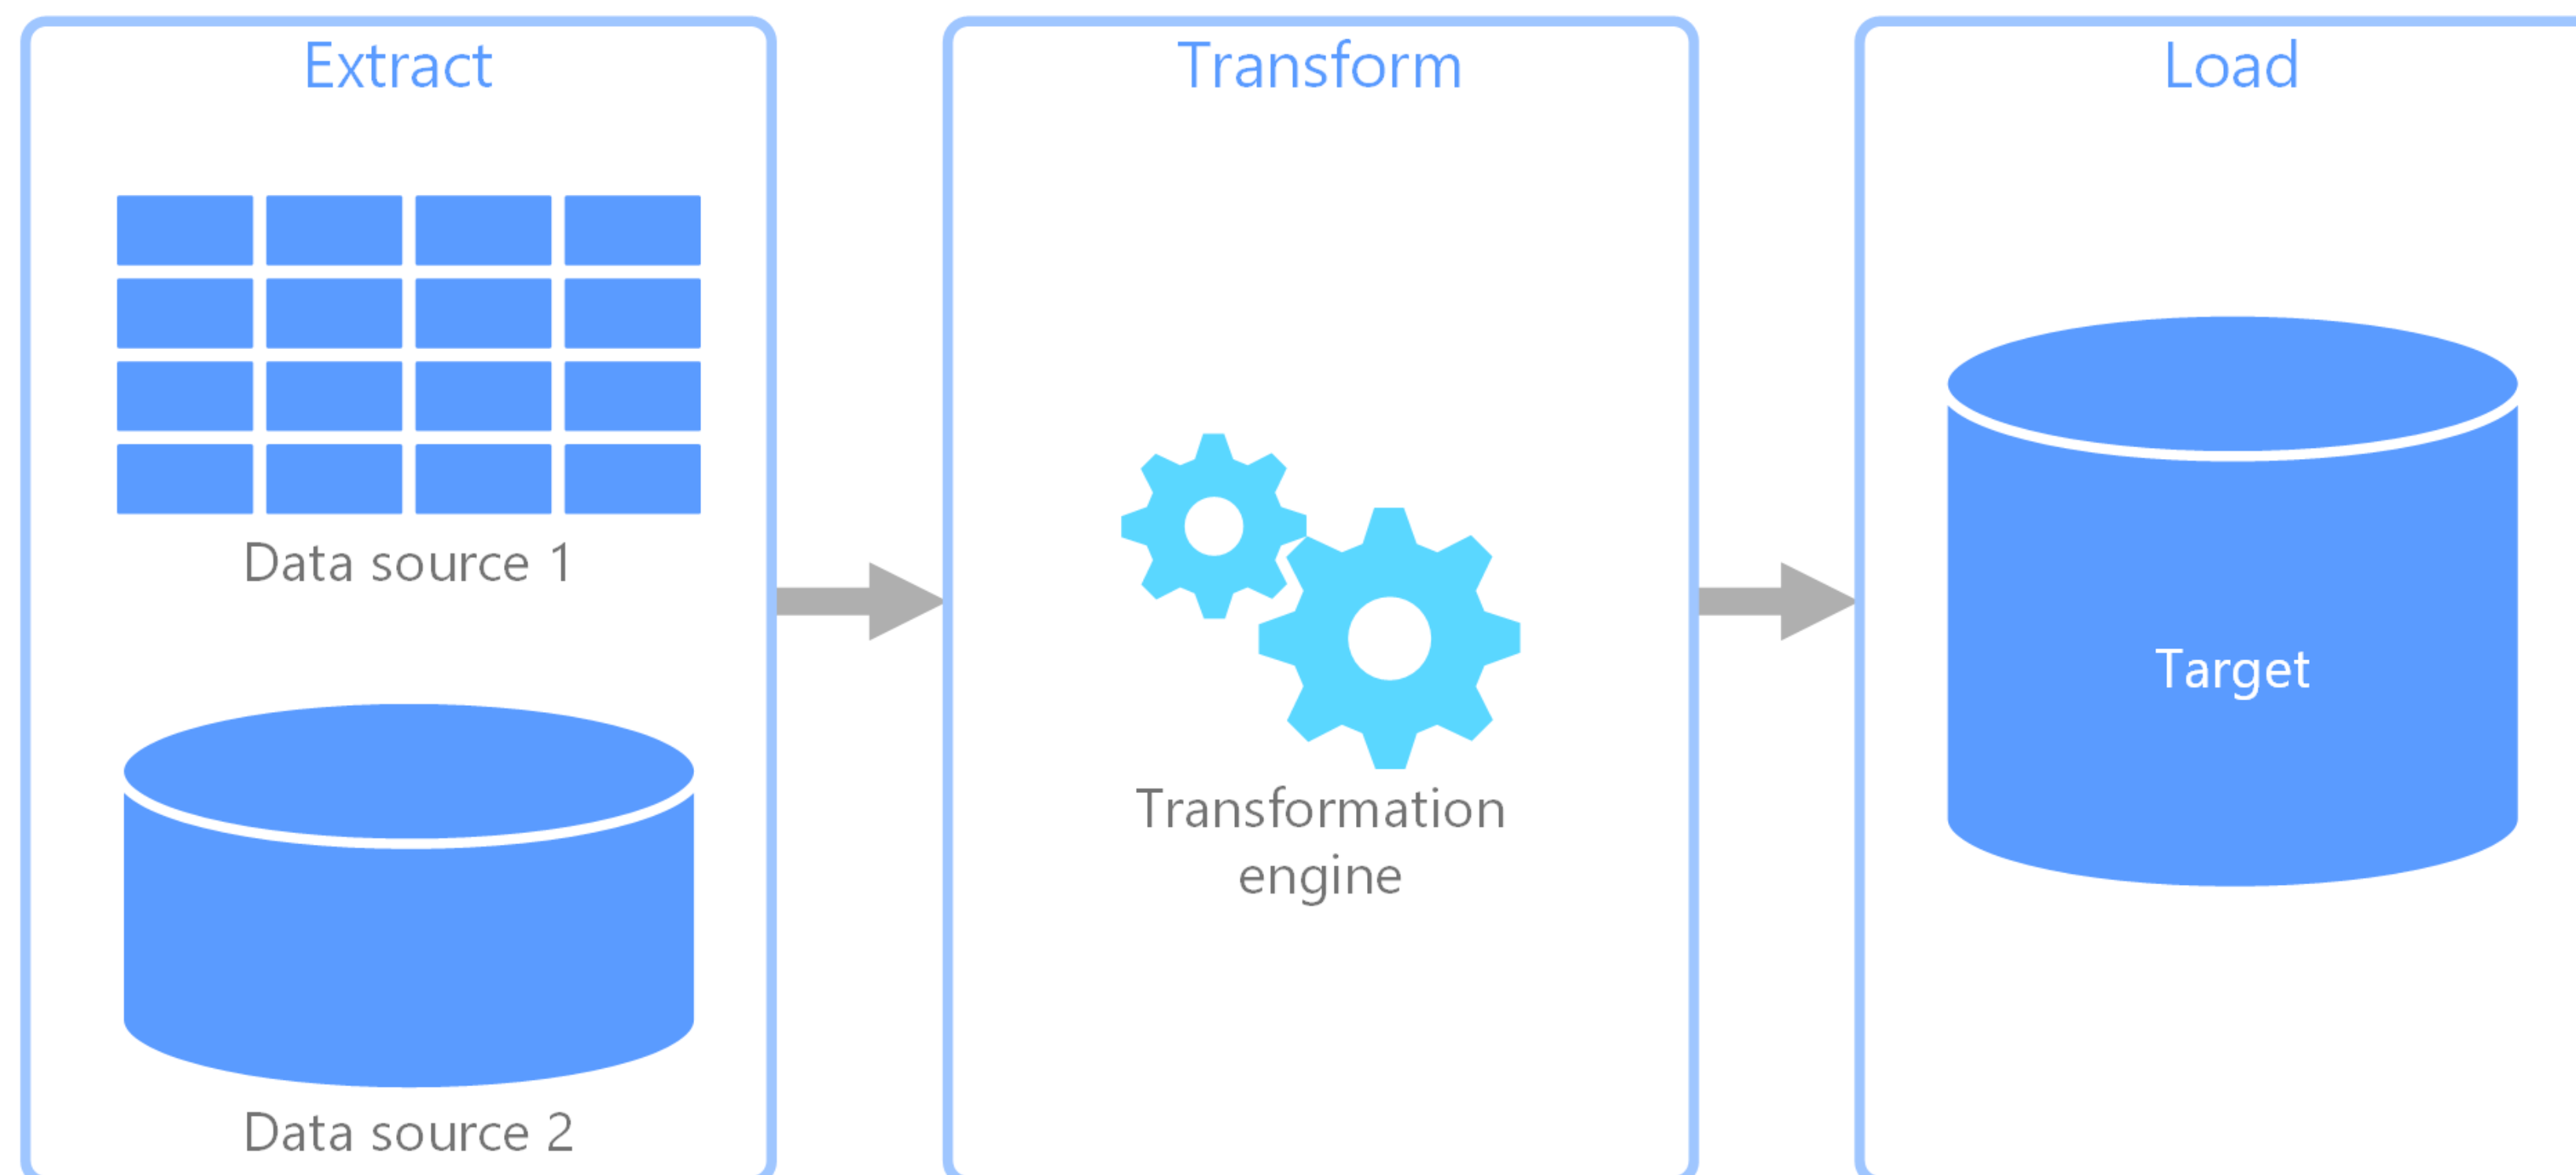 Extract
Data source 1
Data source 2
Transform
Transformation
engine
Load
Target